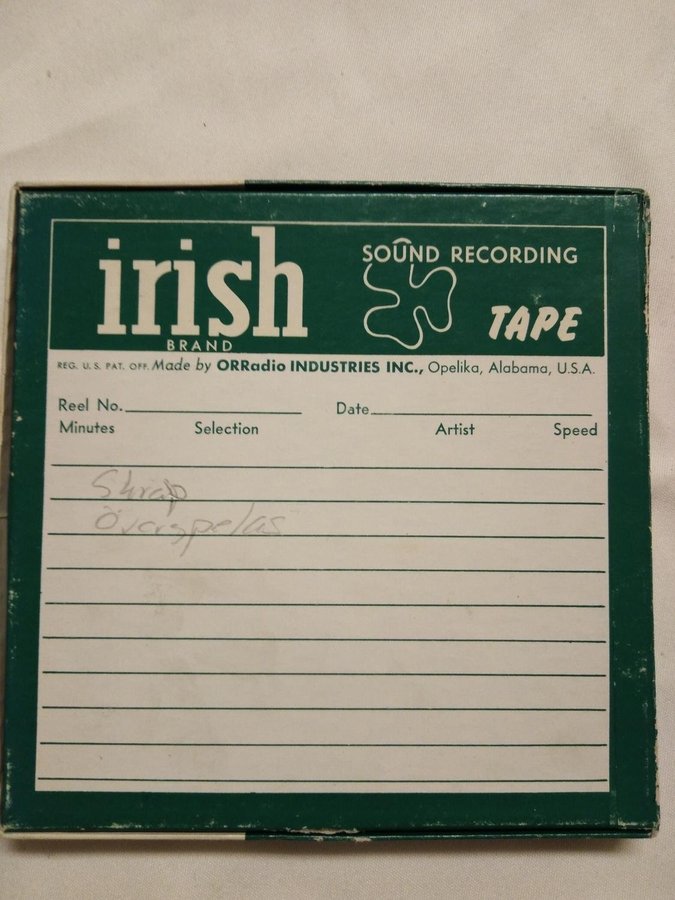 irish
BRAND
SOUND RECORDING
TAPE
REG. U.S. PAT. OFF. Made by ORRadio INDUSTRIES INC., Opelika, Alabama, U.S.A.
Reel No. Date
Minutes Selection Artist Speed
Skrap
Överspelas